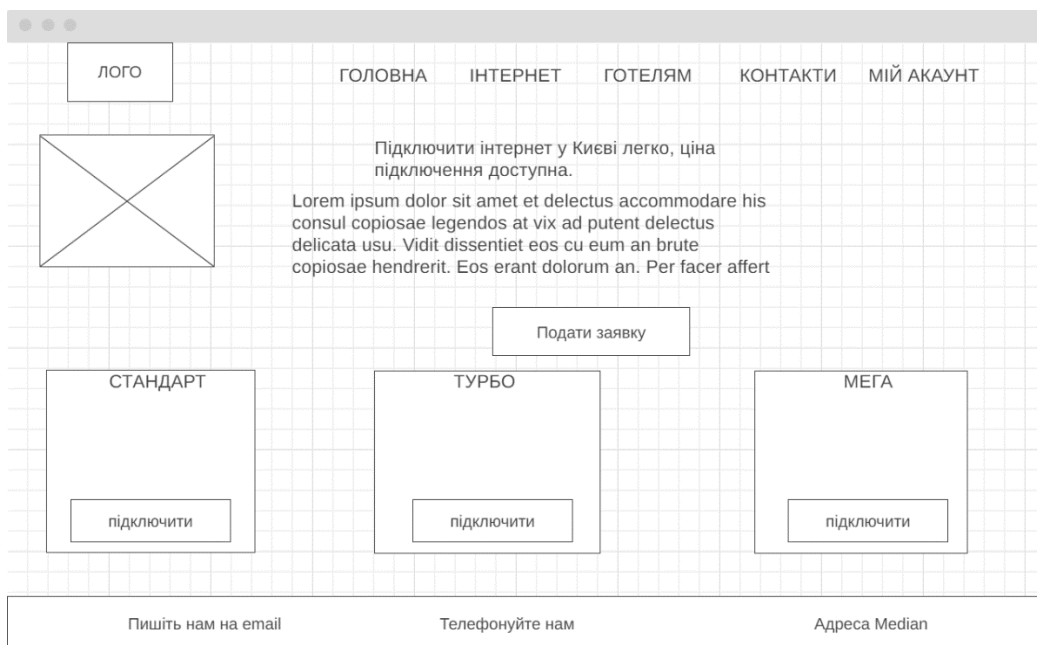 ЛОГО
ГОЛОВНА ІНТЕРНЕТ ГОТЕЛЯМ КОНТАКТИ МІЙ АКАУНТ
Підключити інтернет у Києві легко, ціна
підключення доступна.
Lorem ipsum dolor sit amet et delectus accommodare his
consul copiosae legendos at vix ad putent delectus
delicata usu. Vidit dissentiet eos cu eum an brute
copiosae hendrerit. Eos erant dolorum an. Per facer affert
Подати заявку
СТАНДАРТ
підключити
ТУРБО
підключити
МЕГА
підключити
Пишіть нам на email
Телефонуйте нам
Адреса Median